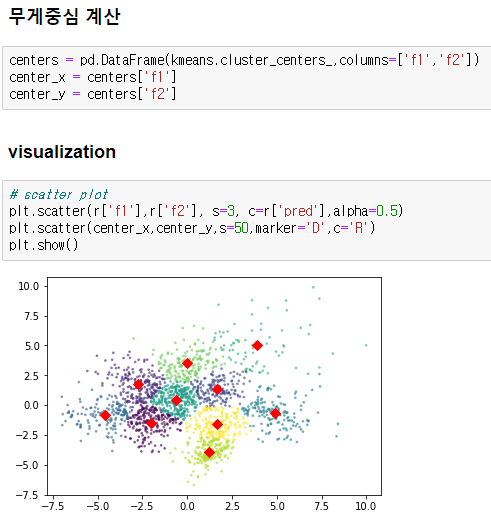 무게중심 계산
centers = pd.DataFrame(kmeans.cluster_centers_,columns=['f1','f2'])
center_x = centers['f1']
center_y = centers['f2']
visualization
# scatter plot
plt.scatter(r['f1'],r['f2'], s=3, c=r['pred'],alpha=0.5)
plt.scatter(center_x,center_y,s=50,marker='D',c='R')
plt.show()
10.0
7.5
5.0
2.5
0.0
−2.5
−5.0
−7.5
−7.5 −5.0 −2.5 0.0 2.5 5.0 7.5 10.0